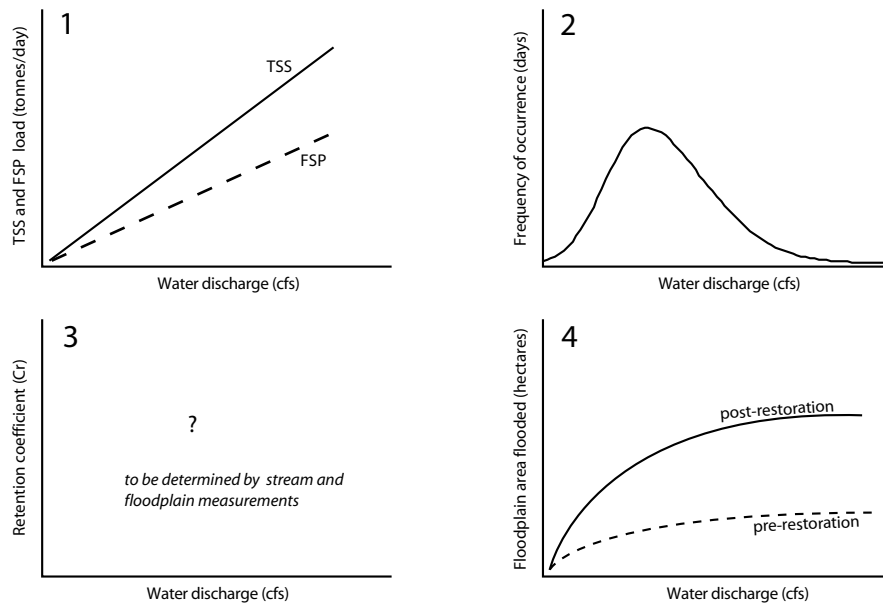 1
TSS and FSP load (tonnes/day)
TSS
FSP
Water discharge (cfs)
2
Frequency of occurrence (days)
Water discharge (cfs)
3
Retention coefficient (Cr)
?
to be determined by stream and
floodplain measurements
Water discharge (cfs)
4
Floodplain area flooded (hectares)
post-restoration
pre-restoration
Water discharge (cfs)